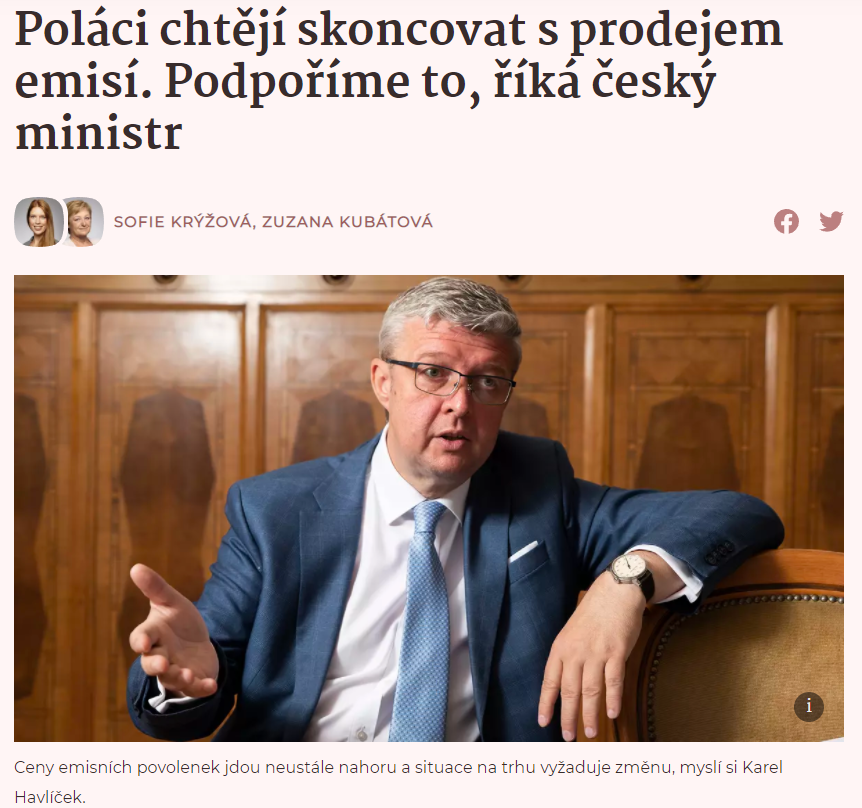 Poláci chtějí skoncovat s prodejem
emisí. Podpoříme to, říká český
ministr
SOFIE KRÝŽOVÁ, ZUZANA KUBÁTOVÁ
i
Ceny emisních povolenek jdou neustále nahoru a situace na trhu vyžaduje změnu, myslí si Karel
Havlíček.